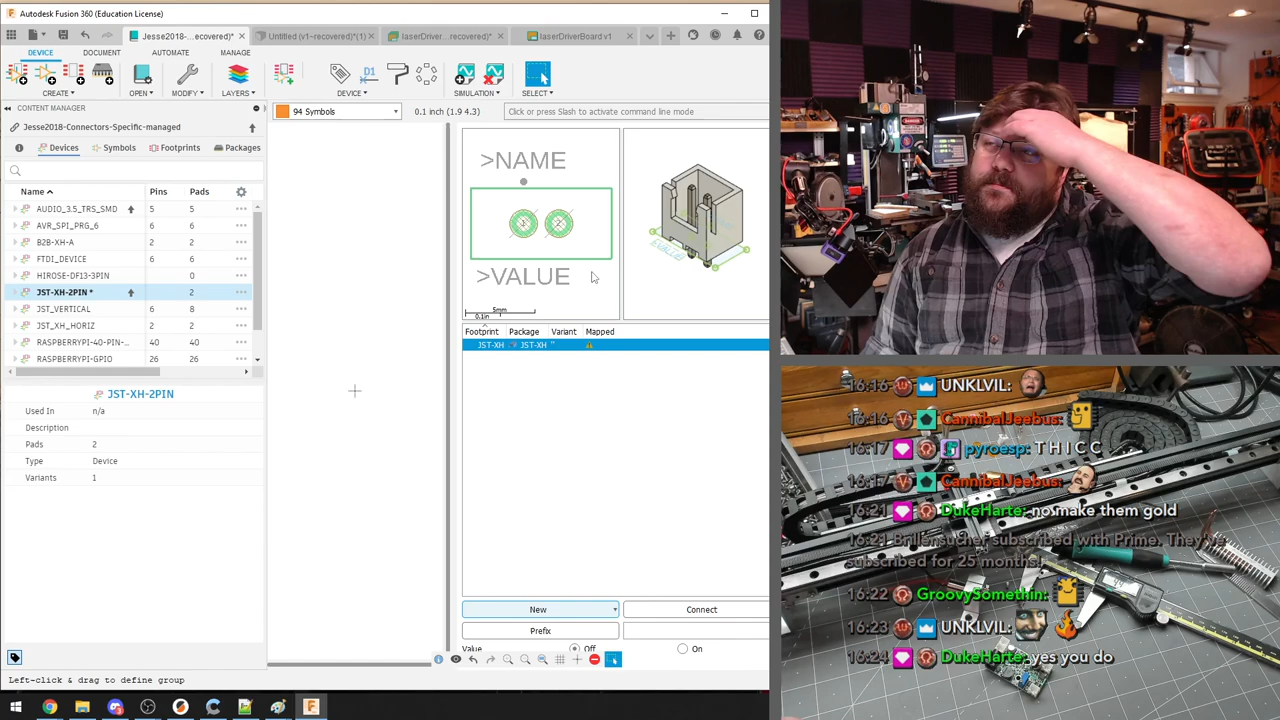 Autodesk Fusion 360 (Education License)
Jesse2018-...ecovered)*
Untitled (v1~recovered)*(1)
laserDriver...recovered)*
laserDriverBoard v1
DEVICE
DOCUMENT
AUTOMATE
MANAGE
D1
CREATE
OPEN
MODIFY
LAYERS
DEVICE
SIMULATION
SELECT
CONTENT MANAGER
94 Symbols
0.1 inch (1.9 4.3)
Click or press Slash to activate command line mode
Jesse2018-Connectors-Specific-managed
Devices
Symbols
Footprints
Packages
Name
Pins
Pads
AUDIO_3.5_TRS_SMD 5 5
AVR_SPI_PRG_6 6 6
B2B-XH-A 2 2
FTDI_DEVICE 6 6
HIROSE-DF13-3PIN 0
JST-XH-2PIN * 2
JST_VERTICAL 6 8
JST_XH_HORIZ 2 2
RASPBERRYPI-40-PIN-... 40 40
RASPBERRYPI-GPIO 26 26
JST-XH-2PIN
Used In n/a
Description
Pads 2
Type Device
Variants 1
>NAME
>VALUE
5mm
0.1in
Footprint Package Variant Mapped
JST-XH JST-XH ''
New
Connect
Prefix
Value Off On
Left-click & drag to define group
DANGER
16:16 UNKLVIL:
16:16 CannibalJeebus:
16:17 pyroesp: T H I C C
16:17 CannibalJeebus:
16:21 DukeHarte: no make them gold
16:21 Brillensucher subscribed with Prime. They've
subscribed for 25 months!
16:22 GroovySomethin:
16:23 UNKLVIL:
16:24 DukeHarte: yes you do